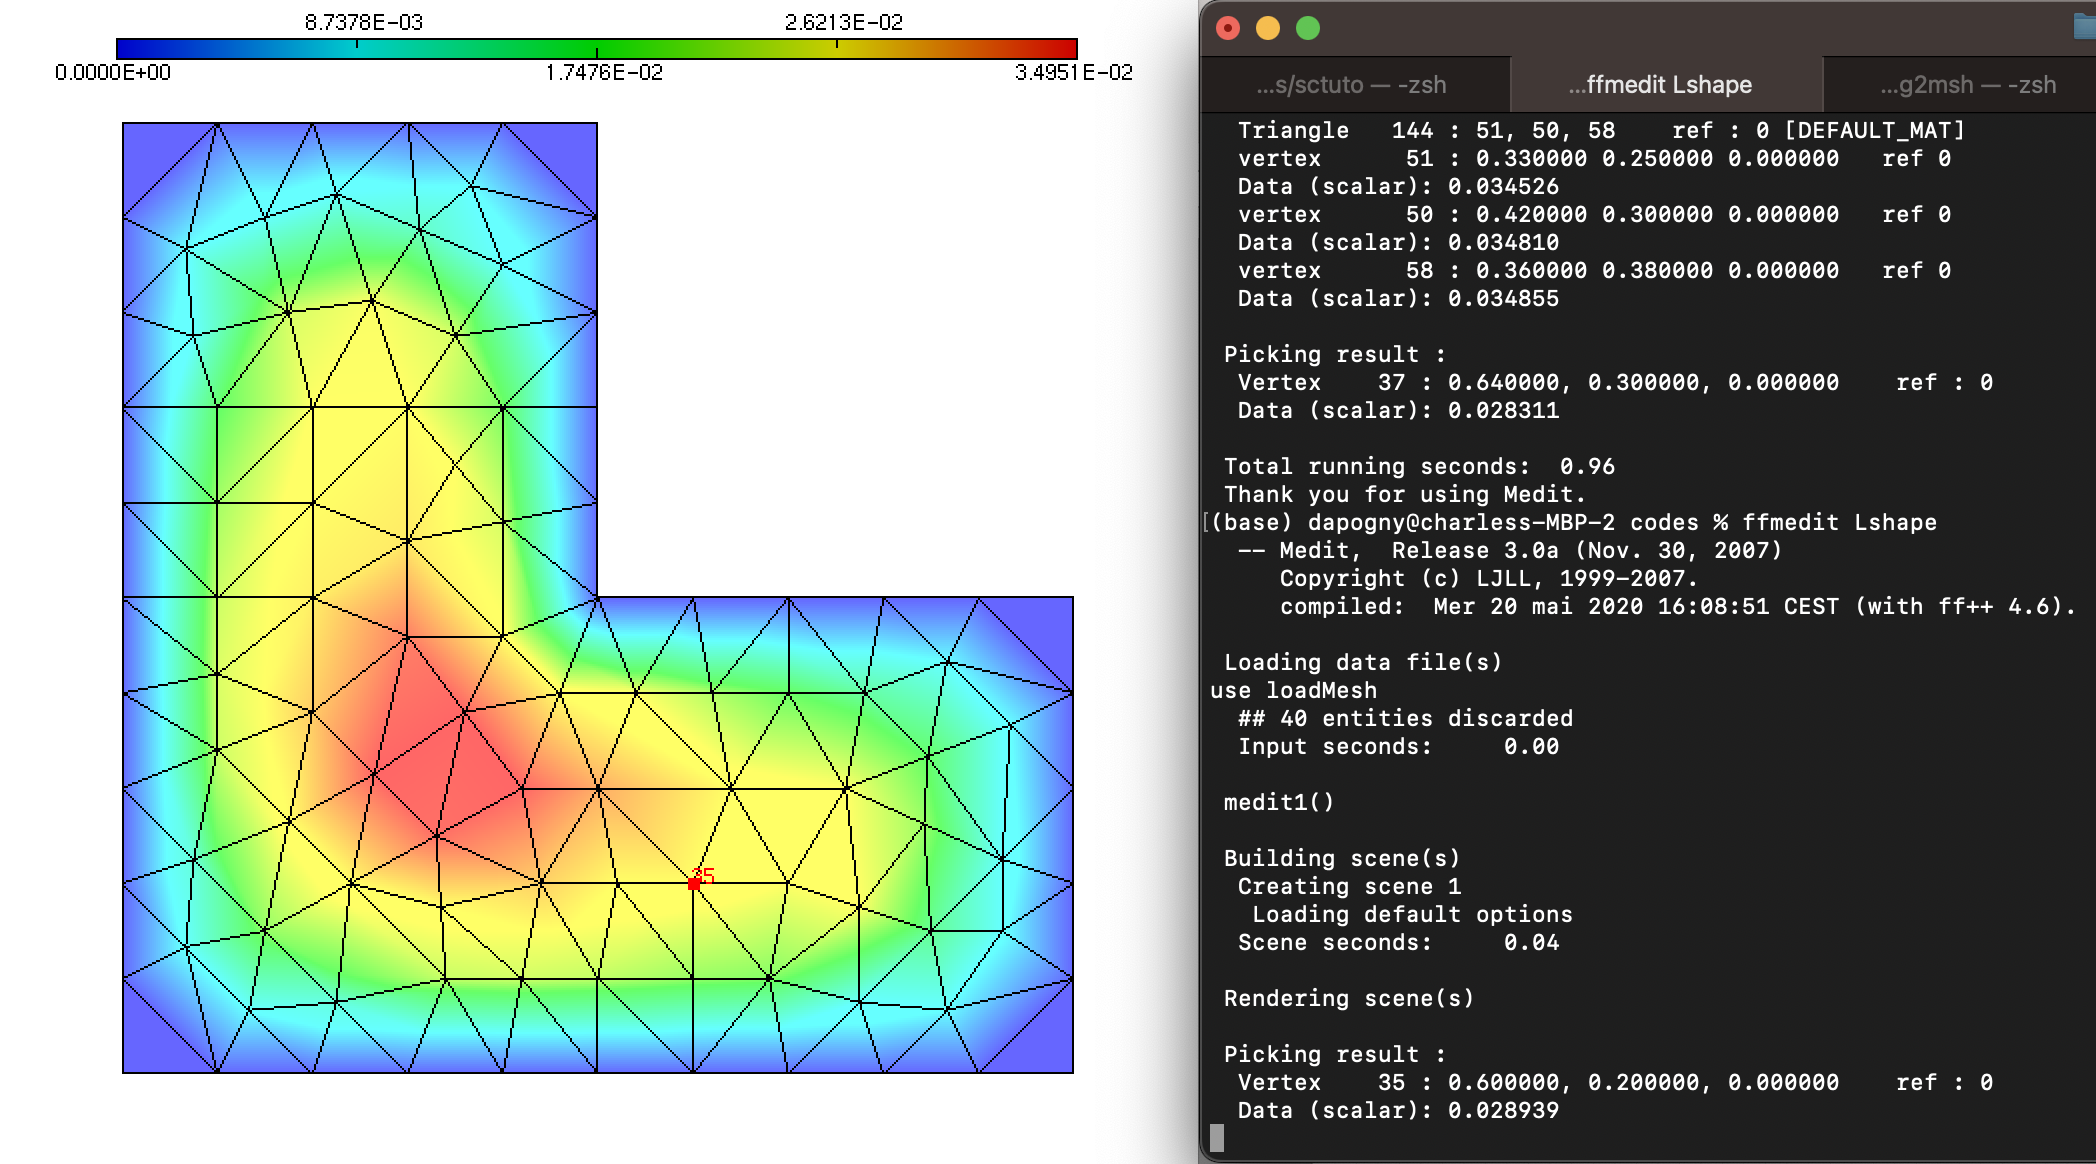 8.7378E-03 2.6213E-02
0.0000E+00 1.7476E-02 3.4951E-02
35
...s/sctuto — -zsh ...ffmedit Lshape ...g2msh — -zsh
Triangle 144 : 51, 50, 58 ref : 0 [DEFAULT_MAT]
vertex 51 : 0.330000 0.250000 0.000000 ref 0
Data (scalar): 0.034526
vertex 50 : 0.420000 0.300000 0.000000 ref 0
Data (scalar): 0.034810
vertex 58 : 0.360000 0.380000 0.000000 ref 0
Data (scalar): 0.034855
Picking result :
Vertex 37 : 0.640000, 0.300000, 0.000000 ref : 0
Data (scalar): 0.028311
Total running seconds: 0.96
Thank you for using Medit.
[(base) dapogny@charless-MBP-2 codes % ffmedit Lshape
-- Medit, Release 3.0a (Nov. 30, 2007)
Copyright (c) LJLL, 1999-2007.
compiled: Mer 20 mai 2020 16:08:51 CEST (with ff++ 4.6).
Loading data file(s)
use loadMesh
## 40 entities discarded
Input seconds: 0.00
medit1()
Building scene(s)
Creating scene 1
Loading default options
Scene seconds: 0.04
Rendering scene(s)
Picking result :
Vertex 35 : 0.600000, 0.200000, 0.000000 ref : 0
Data (scalar): 0.028939